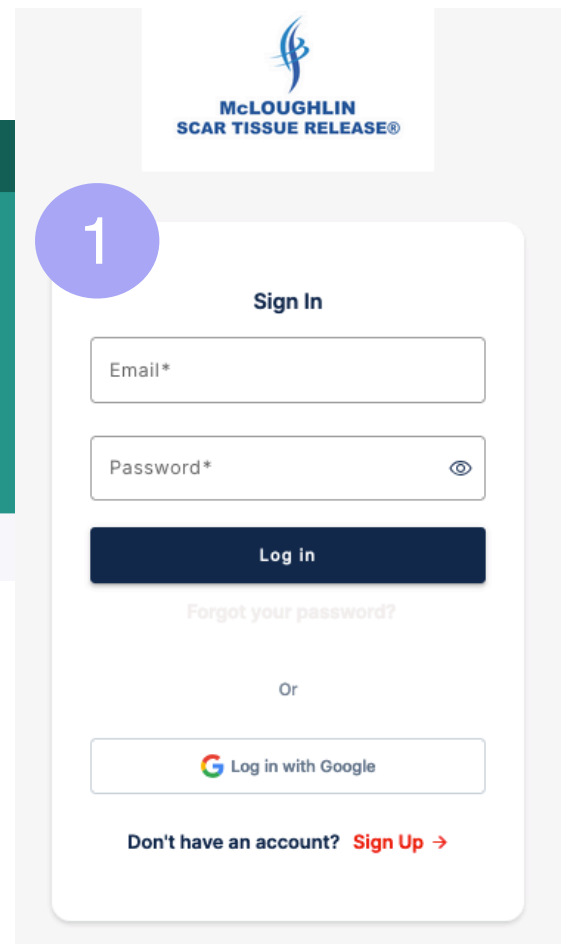 McLOUGHLIN
SCAR TISSUE RELEASE®
1
Sign In
Email*
Password*
Log in
Forgot your password?
Or
Log in with Google
Don't have an account? Sign Up →